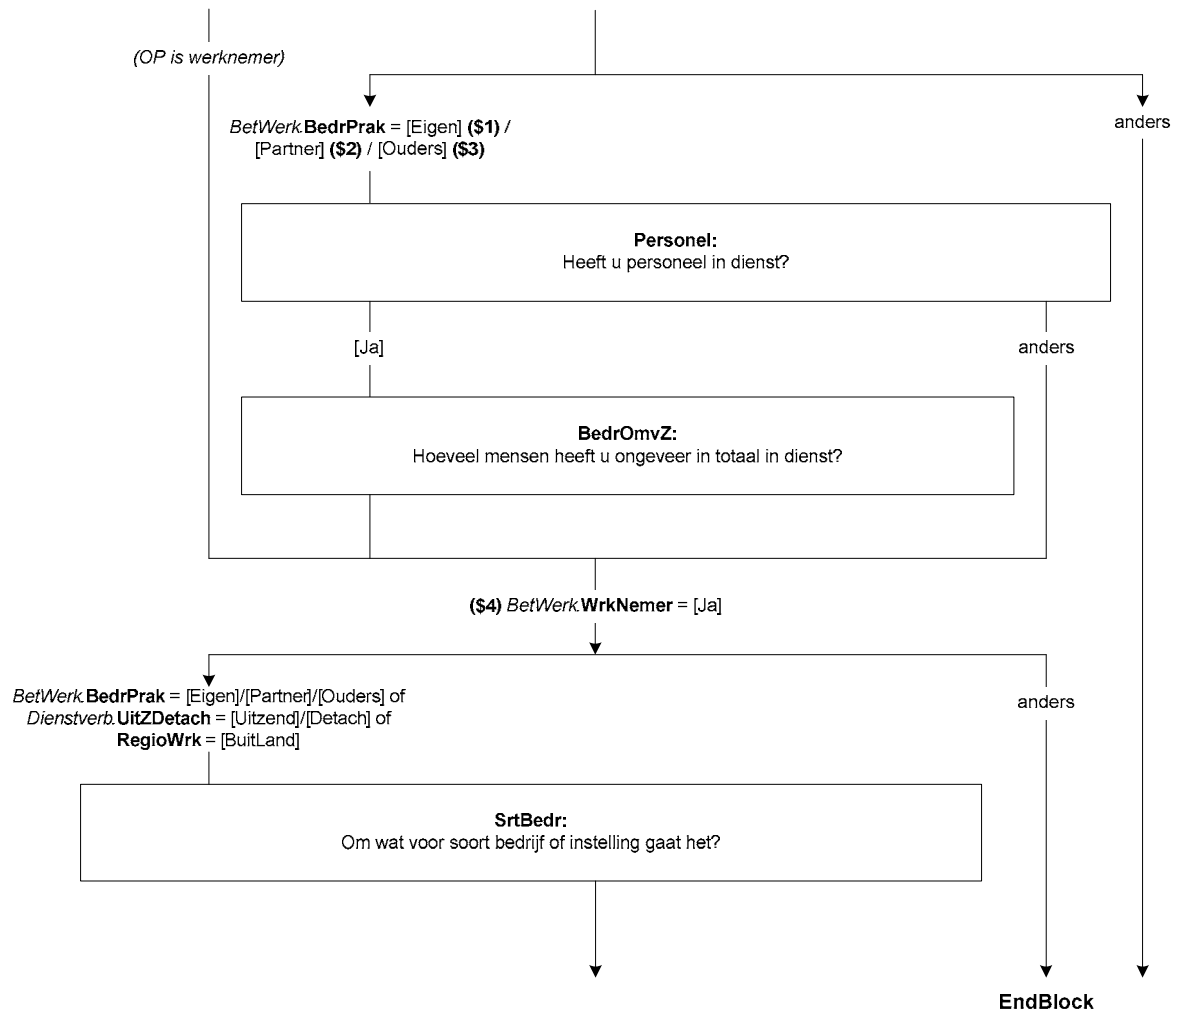 (OP is werknemer)
anders
BetWerk.BedrPrak = [Eigen] ($1) /
[Partner] ($2) / [Ouders] ($3)
Personel:
Heeft u personeel in dienst?
[Ja]
anders
BedrOmvZ:
Hoeveel mensen heeft u ongeveer in totaal in dienst?
($4) BetWerk.WrkNemer = [Ja]
BetWerk.BedrPrak = [Eigen]/[Partner]/[Ouders] of
Dienstverb.UitZDetach = [Uitzend]/[Detach] of
RegioWrk = [BuitLand]
anders
SrtBedr:
Om wat voor soort bedrijf of instelling gaat het?
EndBlock